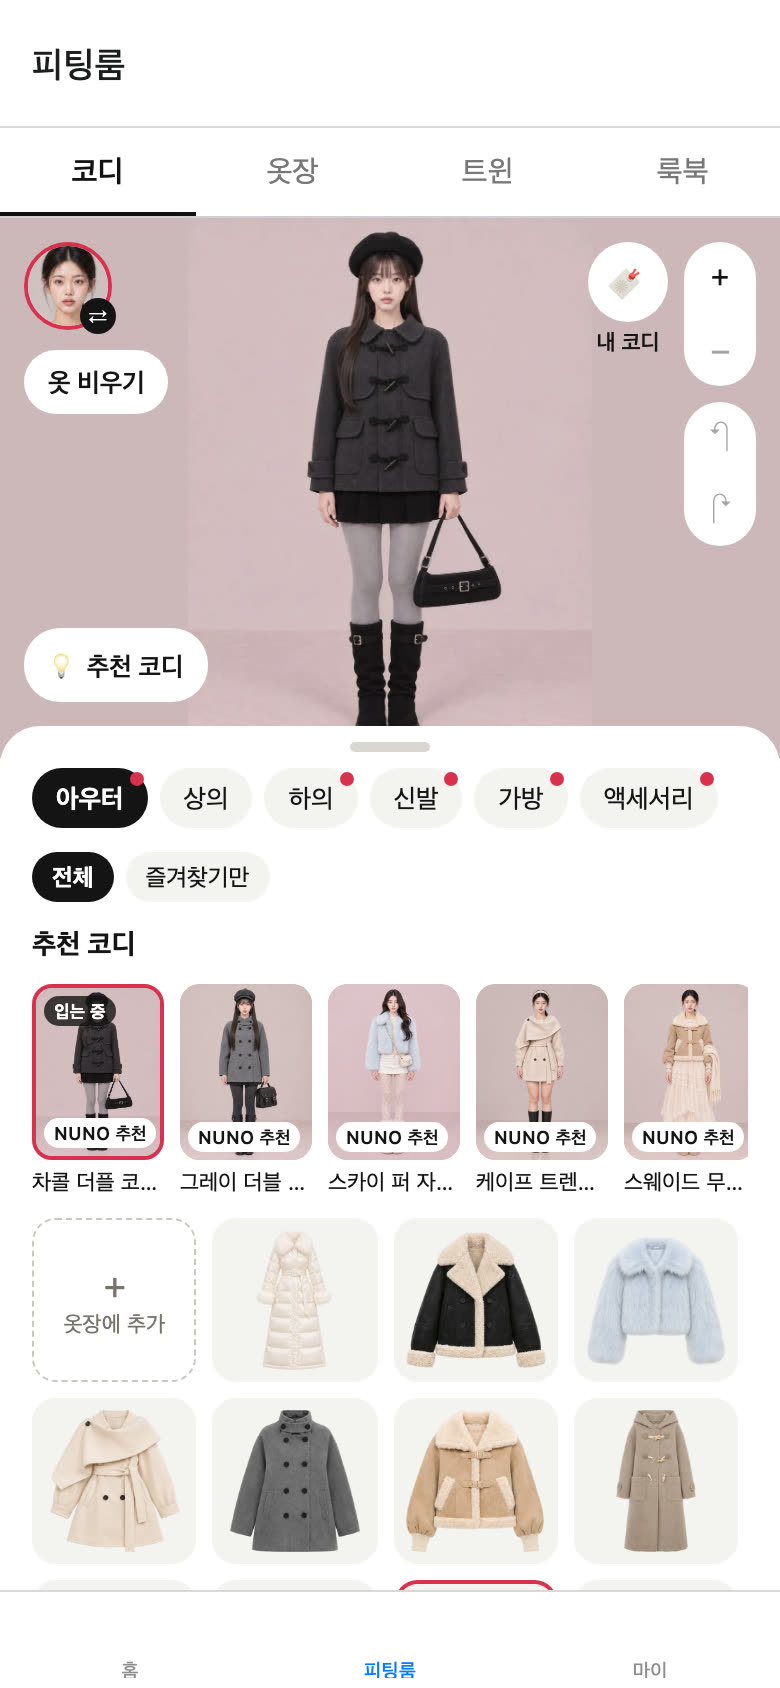 피팅룸
코디
옷장
트윈
룩북
내 코디
옷 비우기
추천 코디
아우터
상의
하의
신발
가방
액세서리
전체
즐겨찾기만
추천 코디
입는 중
NUNO 추천
NUNO 추천
NUNO 추천
NUNO 추천
NUNO 추천
차콜 더플 코...
그레이 더블 ...
스카이 퍼 자...
케이프 트렌...
스웨이드 무...
옷장에 추가
홈
피팅룸
마이